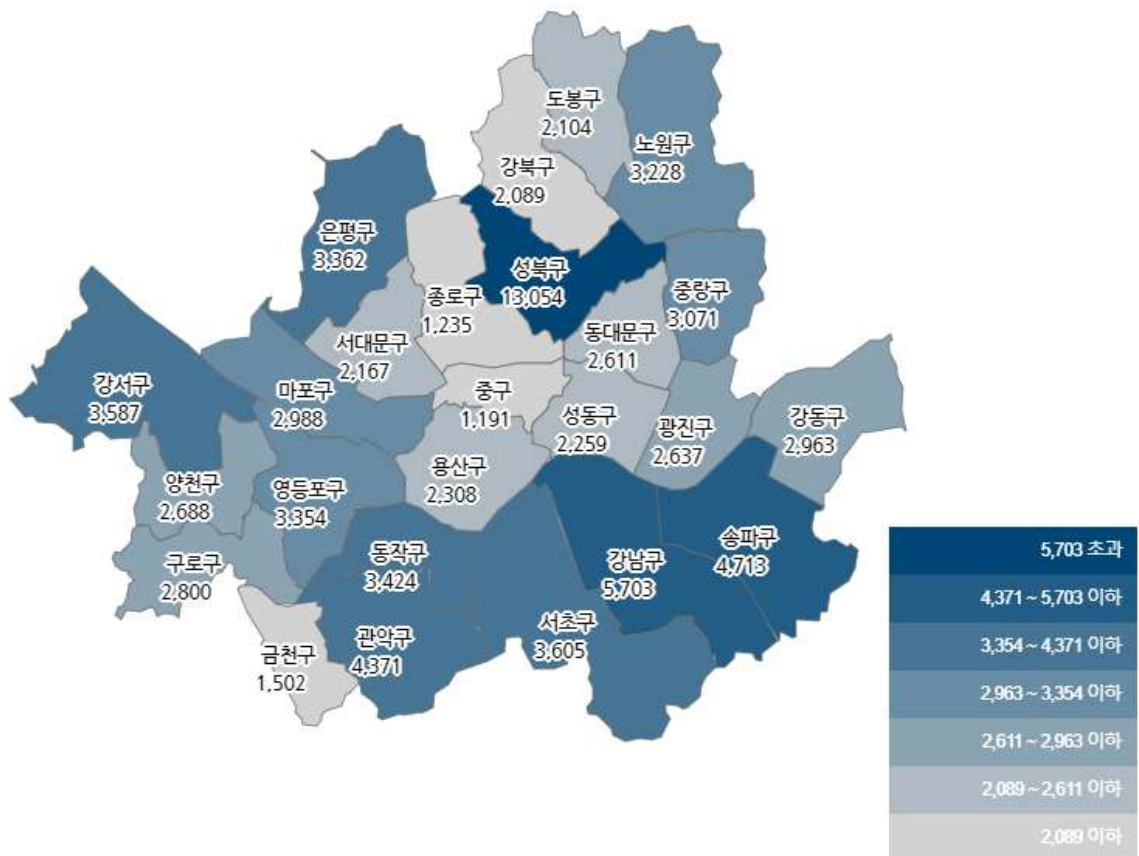 도봉구
2,104
노원구
3,228
강북구
2,089
은평구
3,362
성북구
13,054
중랑구
3,071
종로구
1,235
동대문구
2,611
서대문구
2,167
강서구
3,587
마포구
2,988
중구
1,191
성동구
2,259
광진구
2,637
강동구
2,963
양천구
2,688
영등포구
3,354
용산구
2,308
구로구
2,800
동작구
3,424
강남구
5,703
송파구
4,713
금천구
1,502
관악구
4,371
서초구
3,605
5,703 초과
4,371 ~ 5,703 이하
3,354 ~ 4,371 이하
2,963 ~ 3,354 이하
2,611 ~ 2,963 이하
2,089 ~ 2,611 이하
2,089 이하